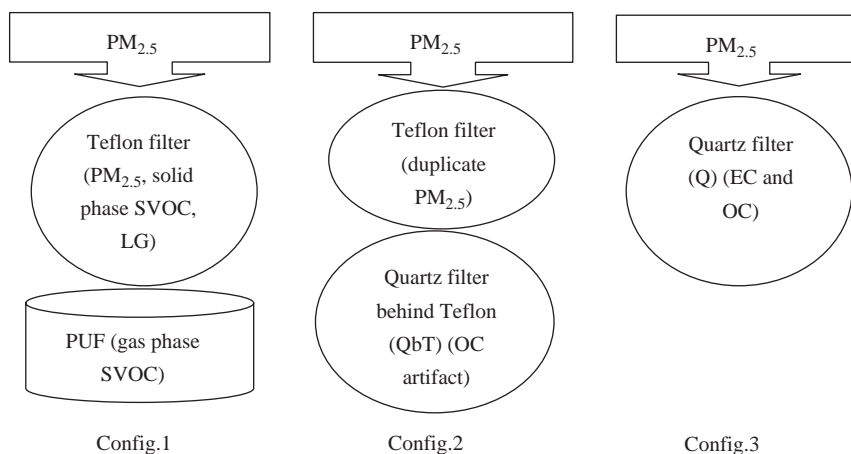 PM2.5
Teflon filter
(PM2.5, solid
phase SVOC,
LG)
PUF (gas phase
SVOC)
Config.1
PM2.5
Teflon filter
(duplicate
PM2.5)
Quartz filter
behind Teflon
(QbT) (OC
artifact)
Config.2
PM2.5
Quartz filter
(Q) (EC and
OC)
Config.3